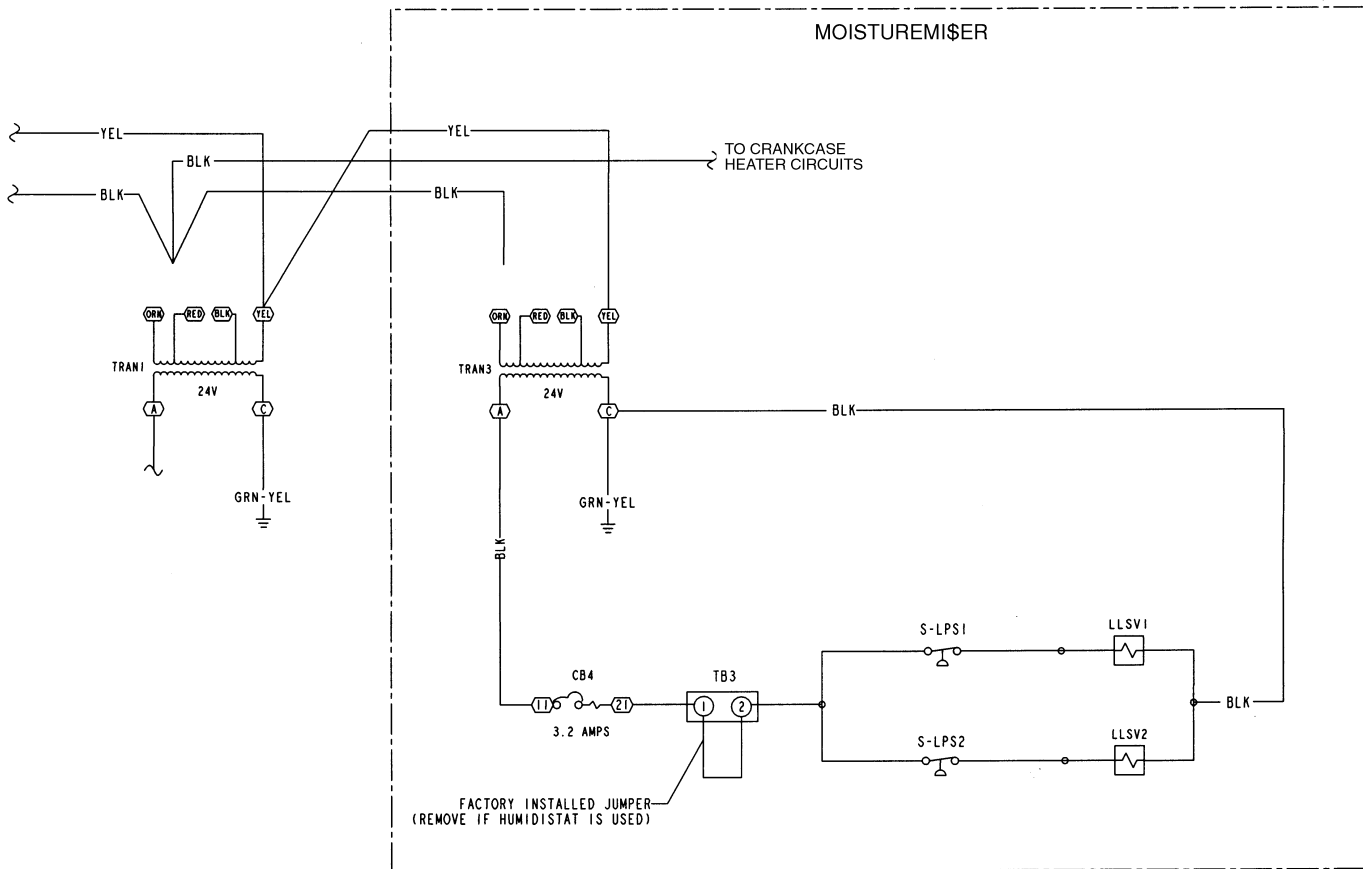 MOISTUREMI$ER
YEL
YEL
BLK
TO CRANKCASE
HEATER CIRCUITS
BLK
BLK
ORN
RED
BLK
YEL
ORN
RED
BLK
YEL
TRAN1
24V
TRAN3
24V
A
C
A
C
BLK
GRN-YEL
GRN-YEL
BLK
S-LPS1
LLSV1
CB4
TB3
11
21
1
2
BLK
3.2 AMPS
S-LPS2
LLSV2
FACTORY INSTALLED JUMPER
(REMOVE IF HUMIDISTAT IS USED)